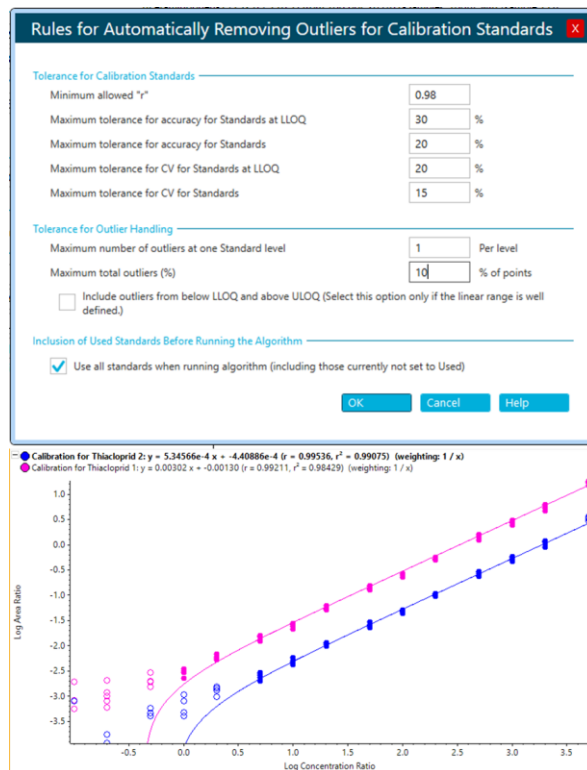 Rules for Automatically Removing Outliers for Calibration Standards X
Tolerance for Calibration Standards
Minimum allowed "r" 0.98
Maximum tolerance for accuracy for Standards at LLOQ 30 %
Maximum tolerance for accuracy for Standards 20 %
Maximum tolerance for CV for Standards at LLOQ 20 %
Maximum tolerance for CV for Standards 15 %
Tolerance for Outlier Handling
Maximum number of outliers at one Standard level 1 Per level
Maximum total outliers (%) 10 % of points
Include outliers from below LLOQ and above ULOQ (Select this option only if the linear range is well
defined.)
Inclusion of Used Standards Before Running the Algorithm
Use all standards when running algorithm (including those currently not set to Used)
OK Cancel Help
Calibration for Thiacloprid 2: y = 5.34566e-4 x + -4.40886e-4 (r = 0.99536, r² = 0.99075) (weighting: 1 / x)
Calibration for Thiacloprid 1: y = 0.00302 x + -0.00130 (r = 0.99211, r² = 0.98429) (weighting: 1 / x)
Log Area Ratio
1.0
0.5
0.0
-0.5
-1.0
-1.5
-2.0
-2.5
-3.0
-3.5
-0.5 0.0 0.5 1.0 1.5 2.0 2.5 3.0 3.5
Log Concentration Ratio